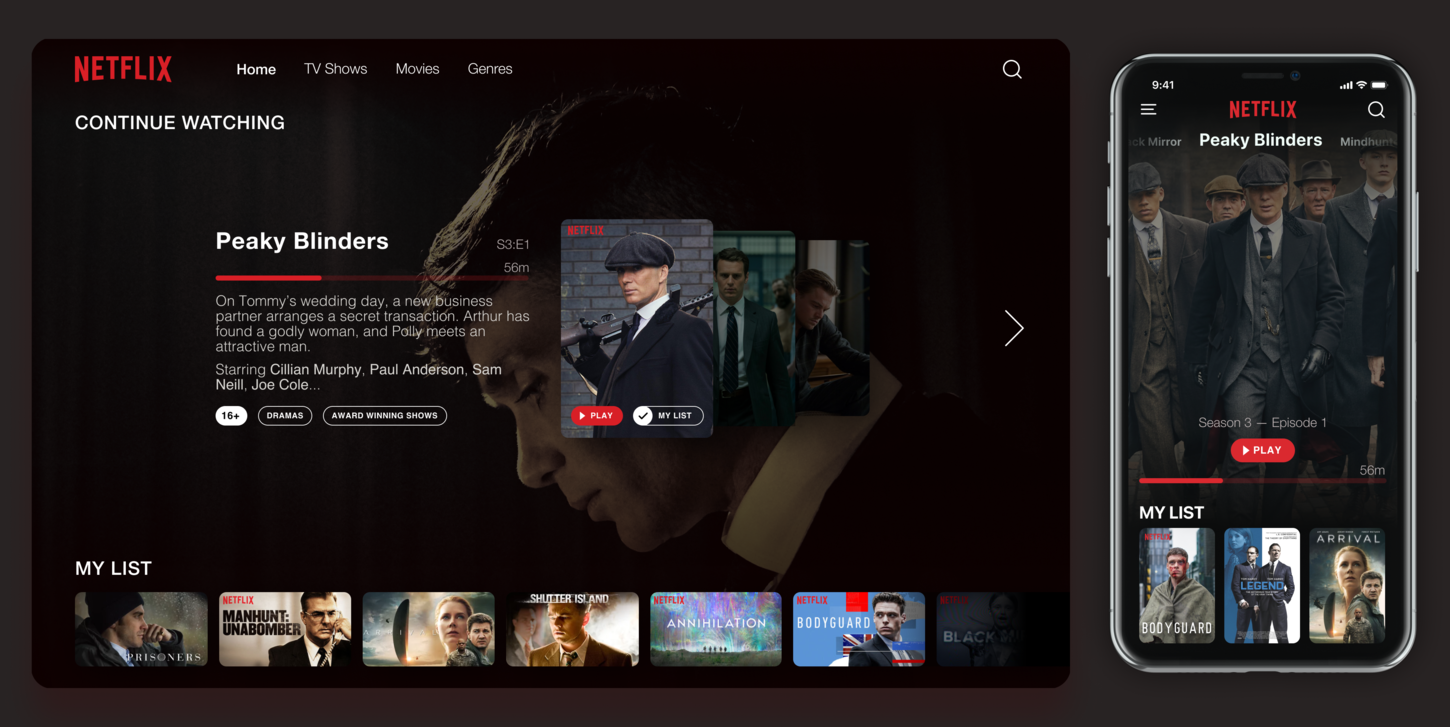 NETFLIX
Home TV Shows Movies Genres
CONTINUE WATCHING
Peaky Blinders
S3:E1
56m
On Tommy's wedding day, a new business
partner arranges a secret transaction. Arthur has
found a godly woman, and Polly meets an
attractive man.
Starring Cillian Murphy, Paul Anderson, Sam
Neill, Joe Cole...
16+ DRAMAS AWARD WINNING SHOWS
NETFLIX
PLAY MY LIST
MY LIST
PRISONERS
NETFLIX
MANHUNT:
UNABOMBER
SHUTTER ISLAND
NETFLIX
ANNIHILATION
NETFLIX
BODYGUARD
NETFLIX
BLACK
9:41
NETFLIX
ck Mirror Peaky Blinders Mindhunt
Season 3 — Episode 1
PLAY
56m
MY LIST
NETFLIX
BODYGUARD
LEGEND
ARRIVAL